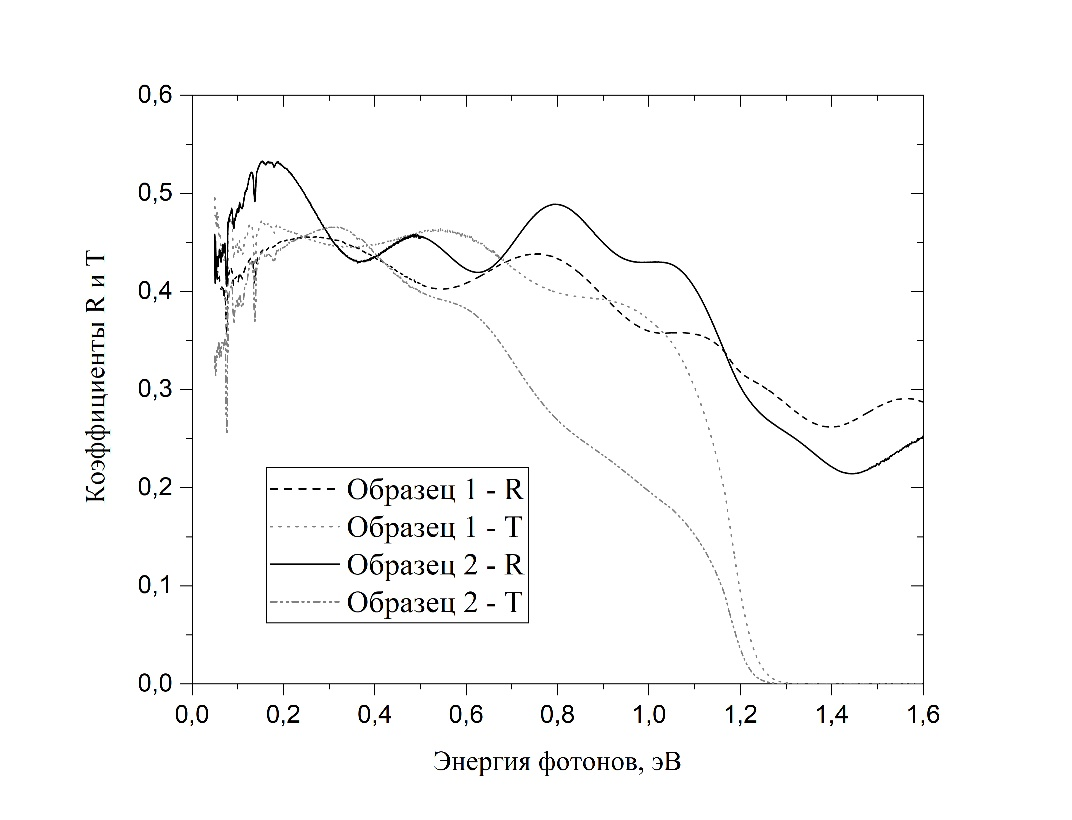 0,6
0,5
0,4
0,3
0,2
0,1
0,0
Коэффициенты R и T
Образец 1 - R
Образец 1 - T
Образец 2 - R
Образец 2 - T
0,0 0,2 0,4 0,6 0,8 1,0 1,2 1,4 1,6
Энергия фотонов, эВ